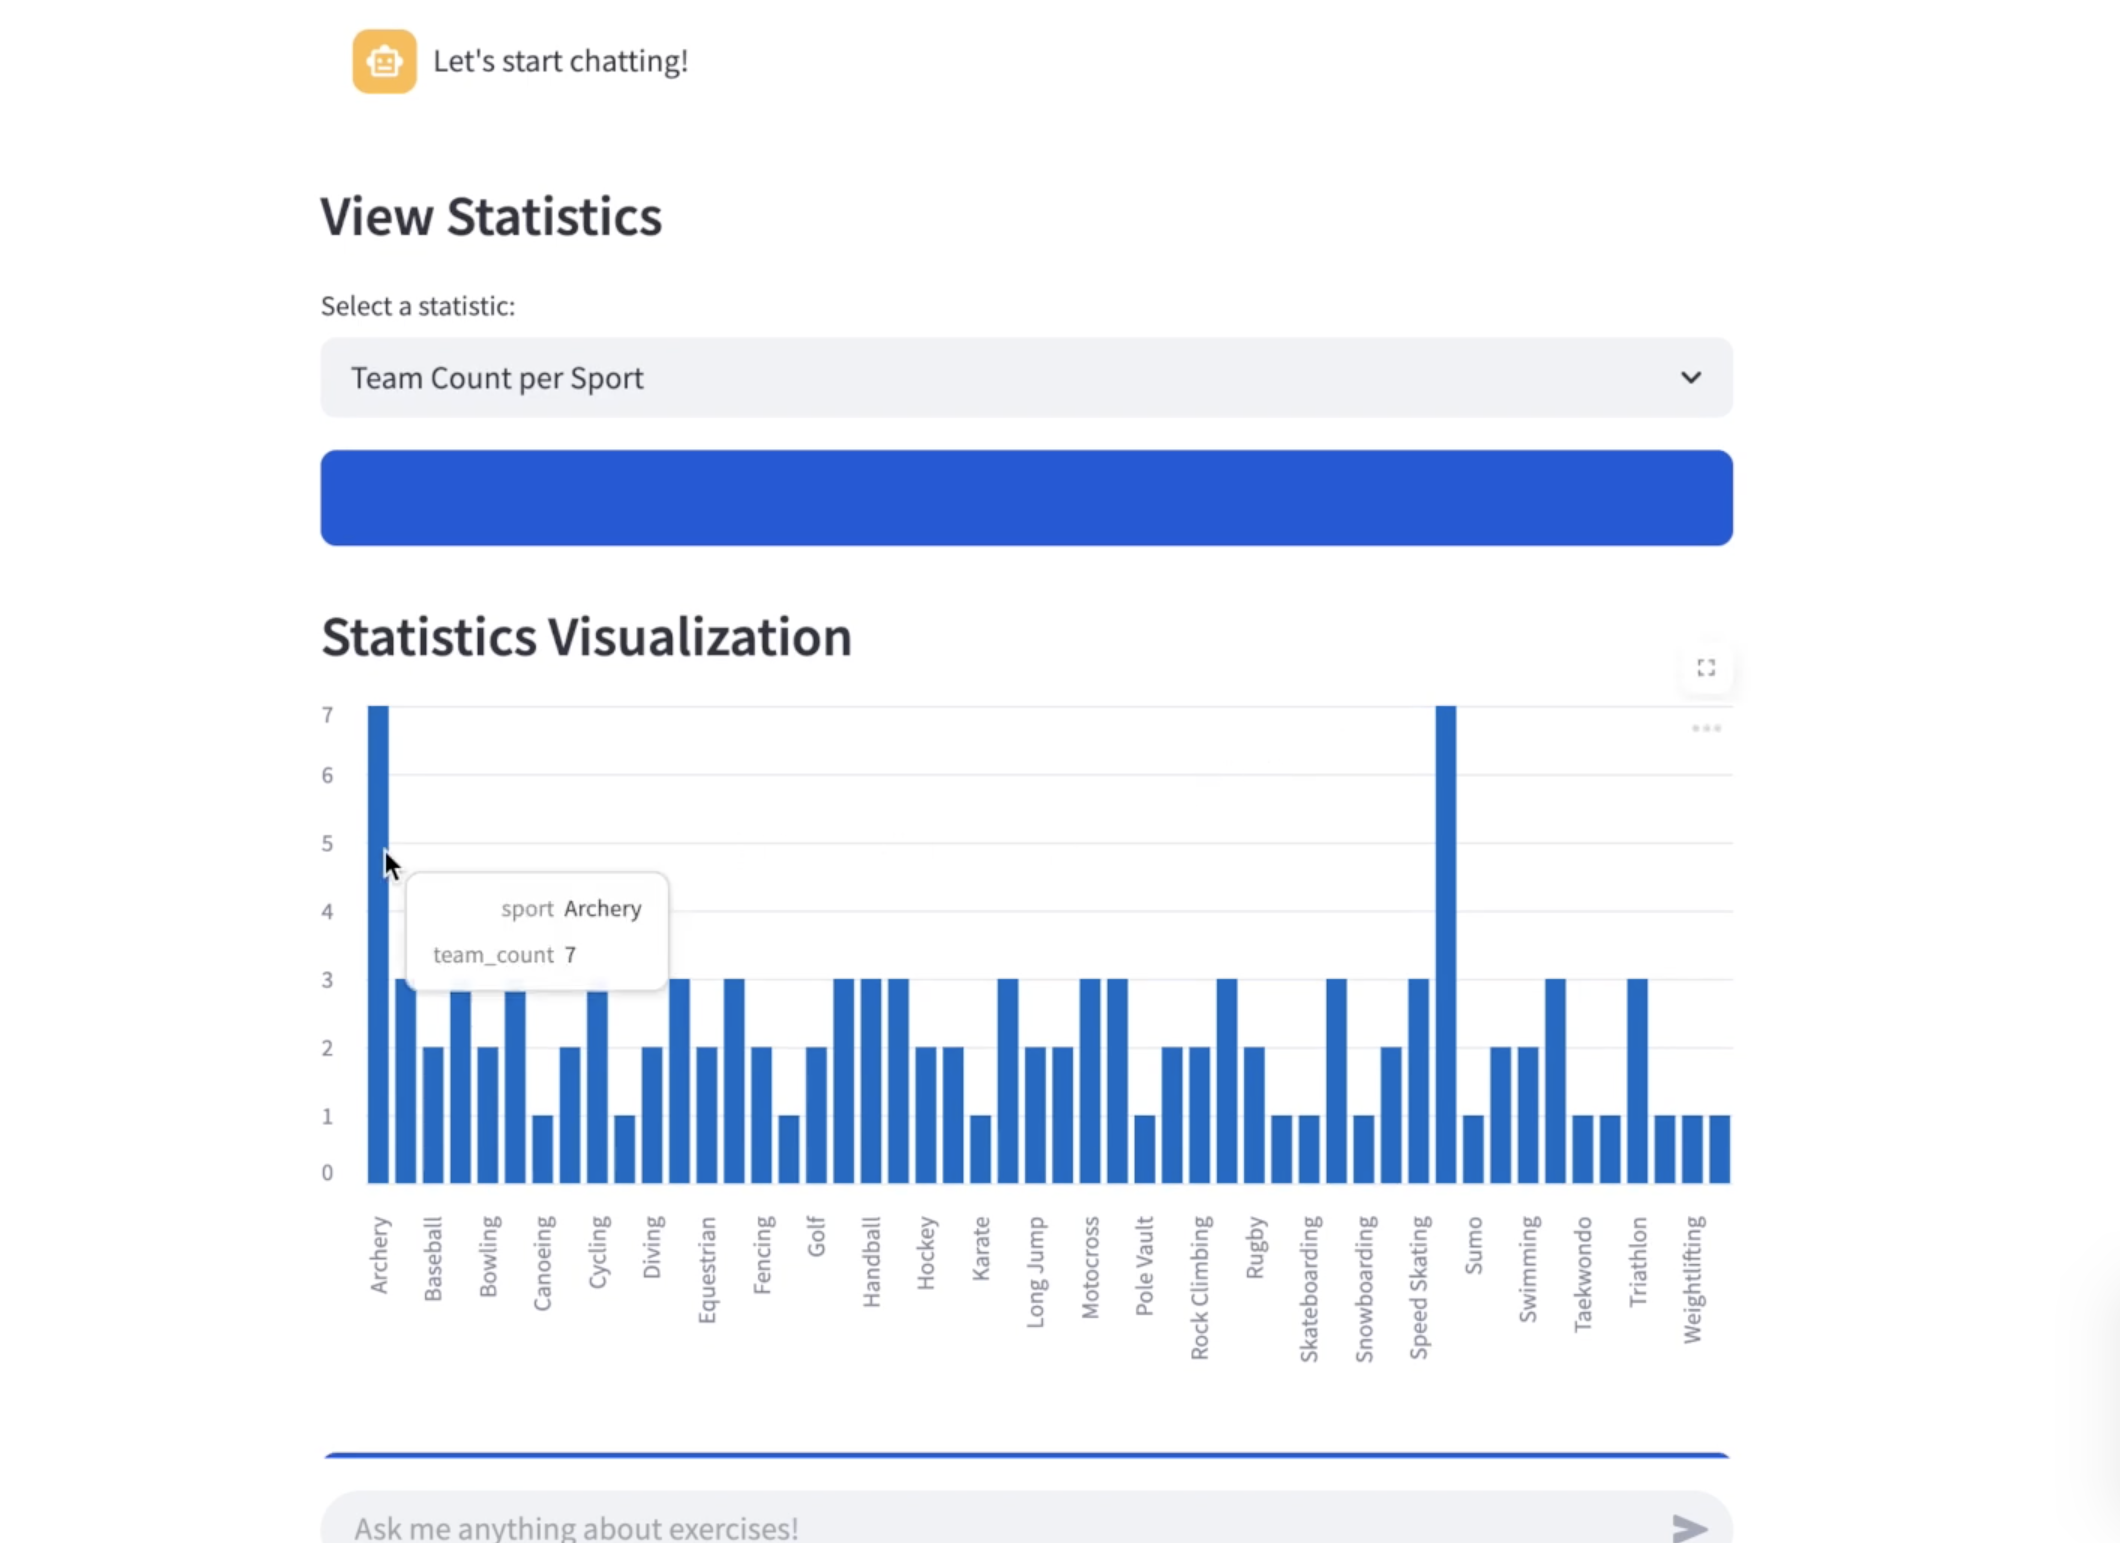 Let's start chatting!
View Statistics
Select a statistic:
Team Count per Sport
Statistics Visualization
7
6
5
4
3
2
1
0
sport Archery
team_count 7
Archery
Baseball
Bowling
Canoeing
Cycling
Diving
Equestrian
Fencing
Golf
Handball
Hockey
Karate
Long Jump
Motocross
Pole Vault
Rock Climbing
Rugby
Skateboarding
Snowboarding
Speed Skating
Sumo
Swimming
Taekwondo
Triathlon
Weightlifting
Ask me anything about exercises!